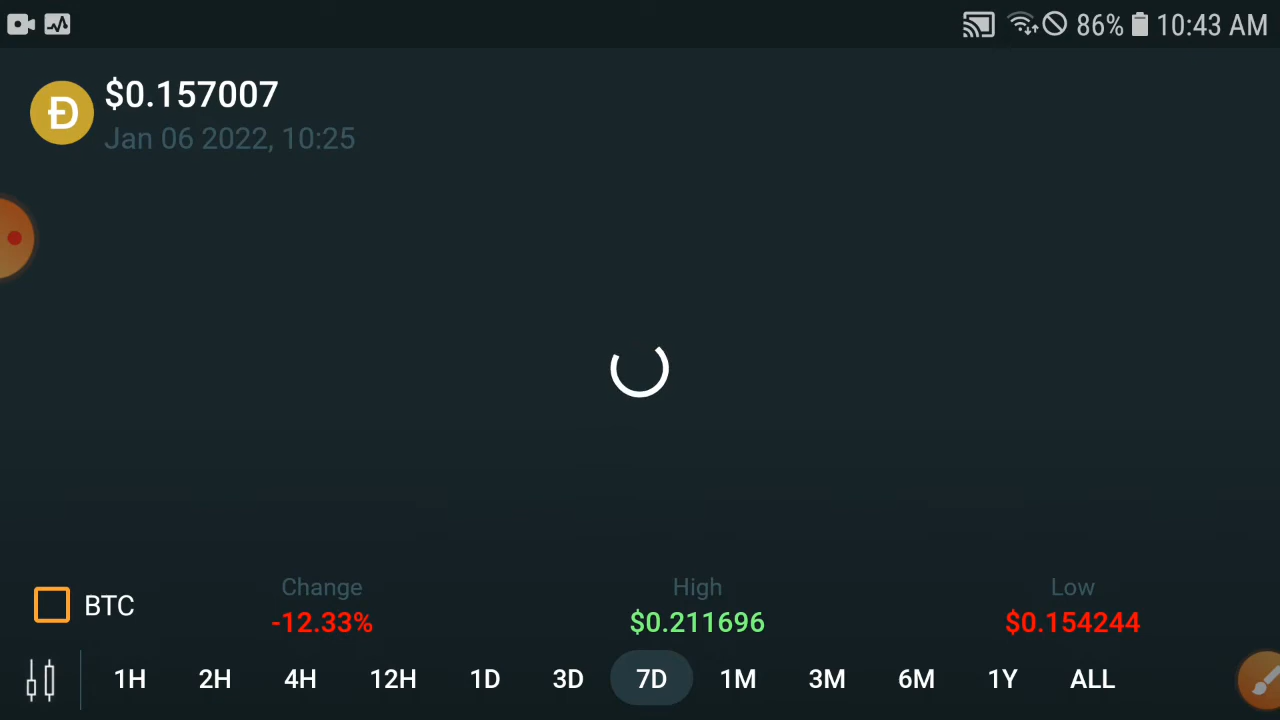 86% 10:43 AM
Ð $0.157007
Jan 06 2022, 10:25
BTC
Change High Low
-12.33% $0.211696 $0.154244
1H 2H 4H 12H 1D 3D 7D 1M 3M 6M 1Y ALL